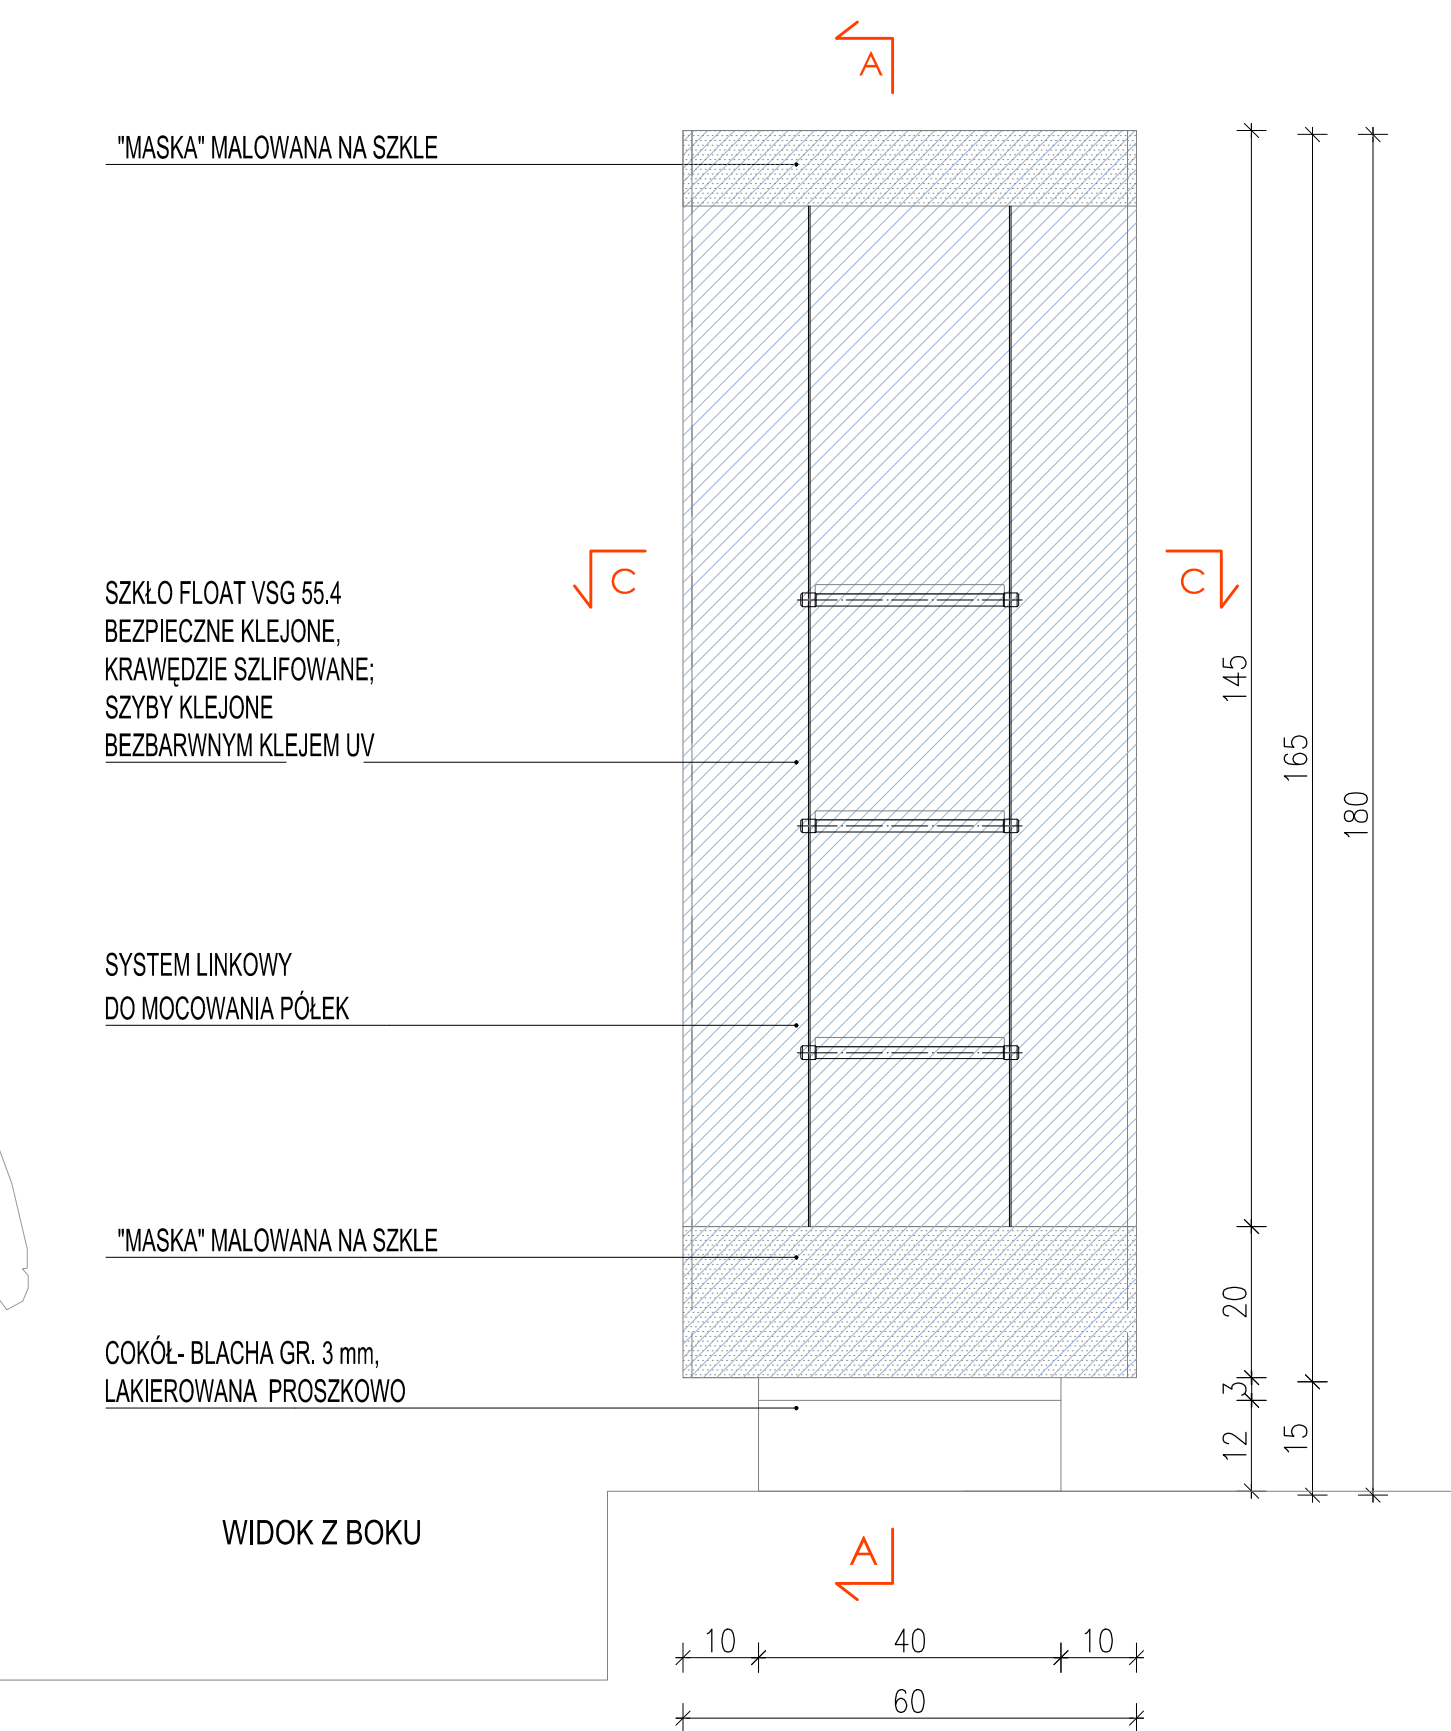 A
"MASKA" MALOWANA NA SZKLE
SZKŁO FLOAT VSG 55.4
BEZPIECZNE KLEJONE,
KRAWĘDZIE SZLIFOWANE;
SZYBY KLEJONE
BEZBARWNYM KLEJEM UV
C
C
145
165
180
SYSTEM LINKOWY
DO MOCOWANIA PÓŁEK
"MASKA" MALOWANA NA SZKLE
20
COKÓŁ- BLACHA GR. 3 mm,
LAKIEROWANA PROSZKOWO
3
12
15
WIDOK Z BOKU
A
10
40
10
60